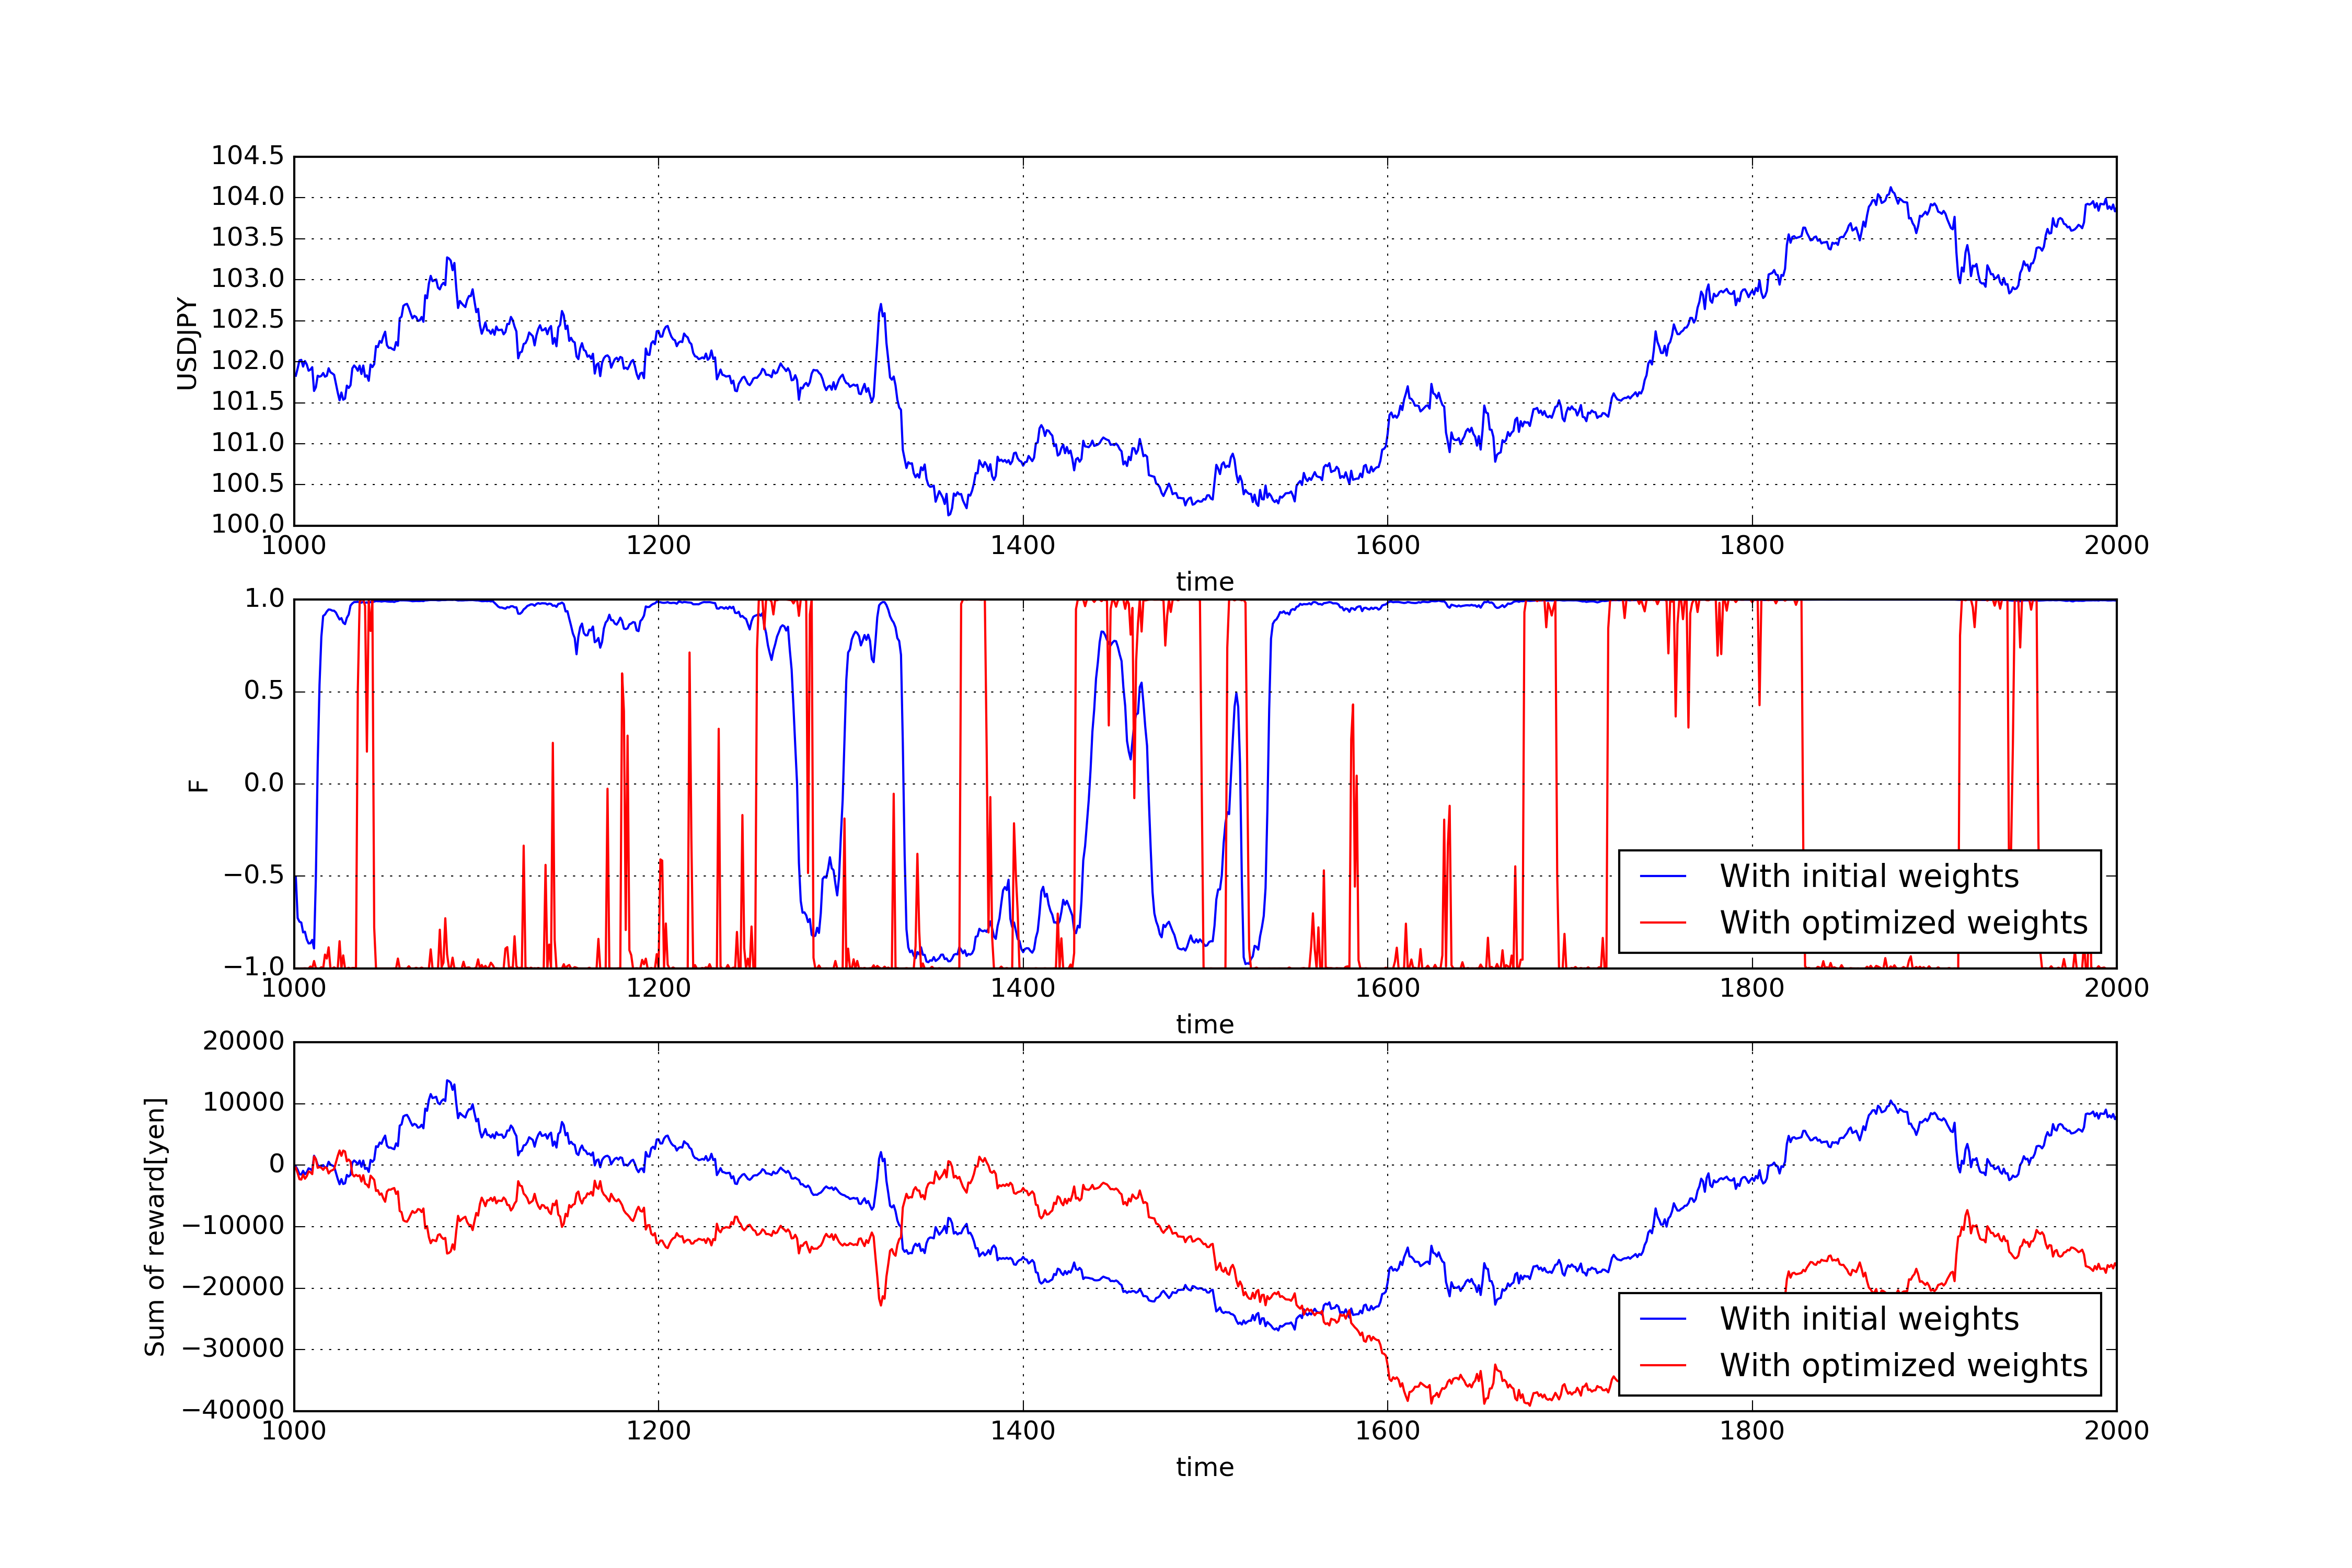 104.5
104.0
103.5
103.0
102.5
102.0
101.5
101.0
100.5
100.0
USDJPY
1000 1200 1400 1600 1800 2000
time
1.0
0.5
0.0
−0.5
−1.0
F
With initial weights
With optimized weights
1000 1200 1400 1600 1800 2000
time
20000
10000
0
−10000
−20000
−30000
−40000
Sum of reward[yen]
With initial weights
With optimized weights
1000 1200 1400 1600 1800 2000
time